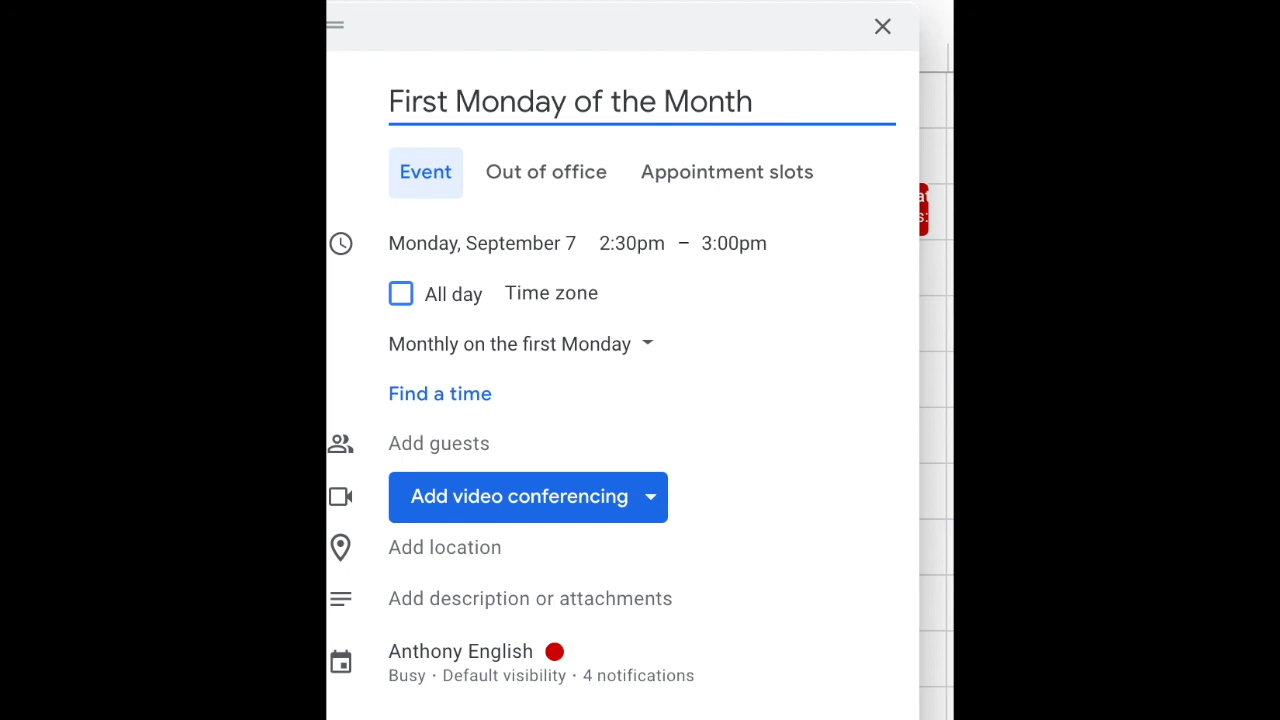 First Monday of the Month
Event Out of office Appointment slots
Monday, September 7 2:30pm – 3:00pm
All day Time zone
Monthly on the first Monday
Find a time
Add guests
Add video conferencing
Add location
Add description or attachments
Anthony English
Busy · Default visibility · 4 notifications